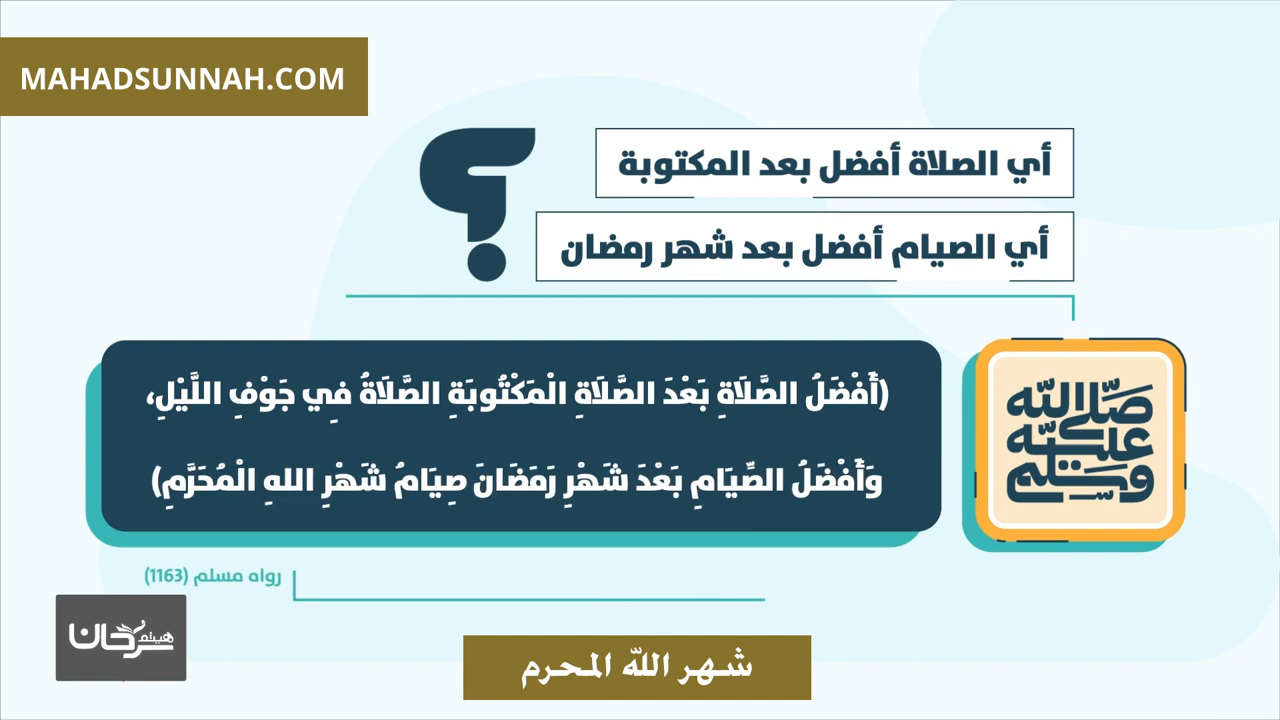 MAHADSUNNAH.COM
أي الصلاة أفضل بعد المكتوبة
أي الصيام أفضل بعد شهر رمضان
؟
صلى الله
عليه
وسلم
(أَفْضَلُ الصَّلَاةِ بَعْدَ الصَّلَاةِ الْمَكْتُوبَةِ الصَّلَاةُ فِي جَوْفِ اللَّيْلِ،
وَأَفْضَلُ الصِّيَامِ بَعْدَ شَهْرِ رَمَضَانَ صِيَامُ شَهْرِ اللهِ الْمُحَرَّمِ)
رواه مسلم (1163)
هيثم
سرحان
شهر الله المحرم